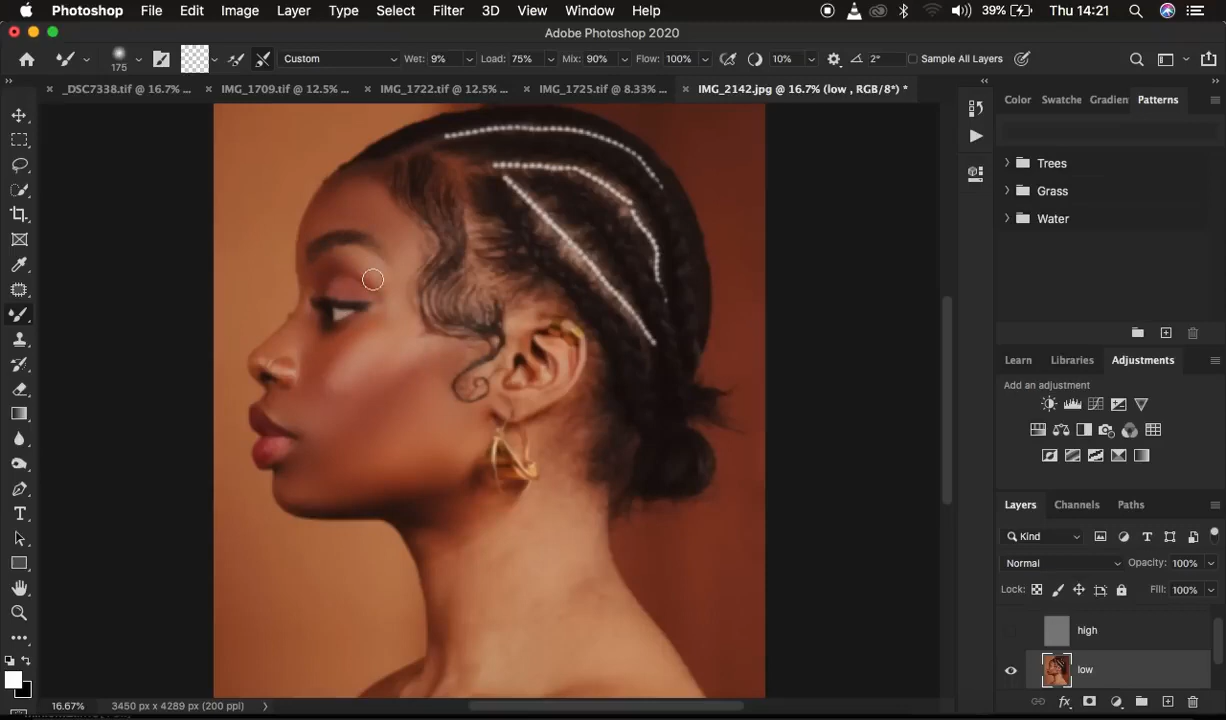 Photoshop File Edit Image Layer Type Select Filter 3D View Window Help 39% Thu 14:21
Adobe Photoshop 2020
175 Custom Wet: 9% Load: 75% Mix: 90% Flow: 100% 10% 2° Sample All Layers
_DSC7338.tif @ 16.7% ... IMG_1709.tif @ 12.5% ... IMG_1722.tif @ 12.5% ... IMG_1725.tif @ 8.33% ... IMG_2142.jpg @ 16.7% (low , RGB/8*) *
Color Swatche Gradien Patterns
Trees
Grass
Water
Learn Libraries Adjustments
Add an adjustment
Layers Channels Paths
Kind
Normal Opacity: 100%
Lock: Fill: 100%
high
low
16.67% 3450 px x 4289 px (200 ppi)